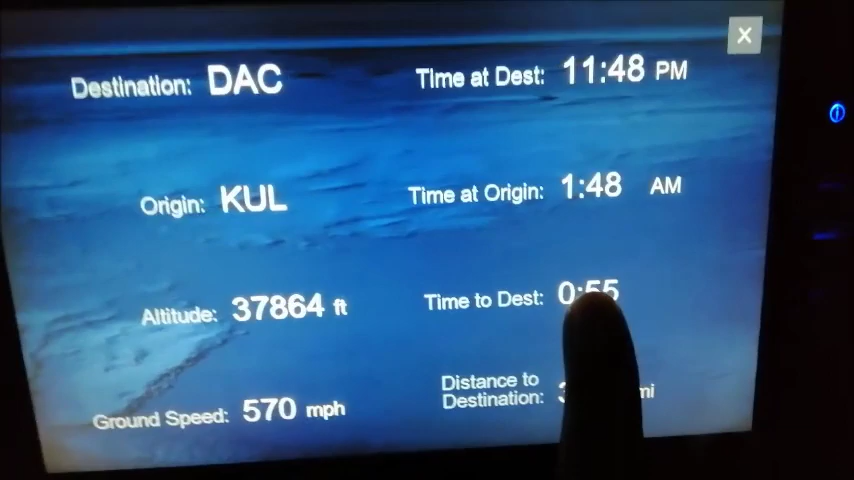 Destination: DAC
Time at Dest: 11:48 PM
Origin: KUL
Time at Origin: 1:48 AM
Altitude: 37864 ft
Time to Dest: 0:55
Ground Speed: 570 mph
Distance to
Destination: mi